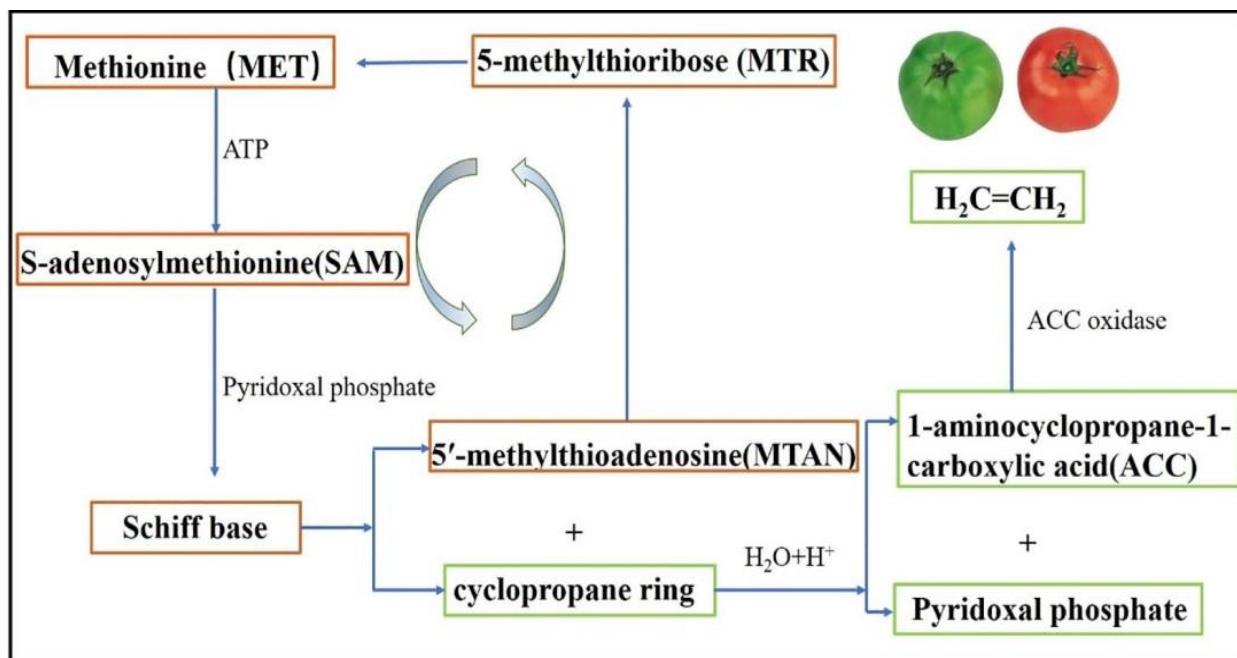 Methionine（MET）
5-methylthioribose (MTR)
ATP
H₂C=CH₂
S-adenosylmethionine(SAM)
ACC oxidase
Pyridoxal phosphate
5′-methylthioadenosine(MTAN)
1-aminocyclopropane-1-
carboxylic acid(ACC)
Schiff base
+
+
H₂O+H⁺
cyclopropane ring
Pyridoxal phosphate